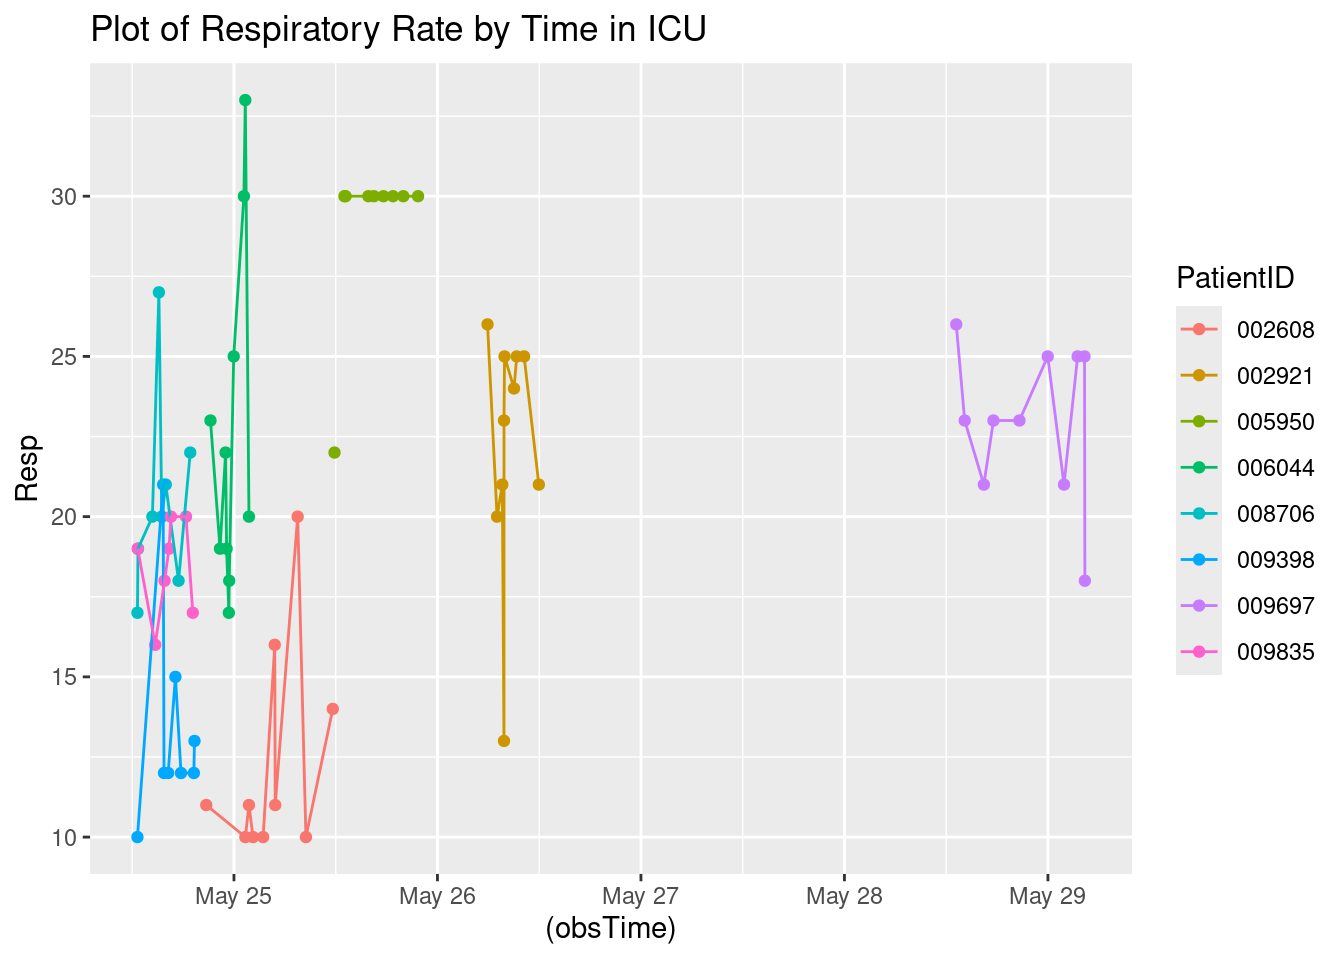 Plot of Respiratory Rate by Time in ICU
Resp
30
25
20
15
10
May 25
May 26
May 27
May 28
May 29
(obsTime)
PatientID
002608
002921
005950
006044
008706
009398
009697
009835